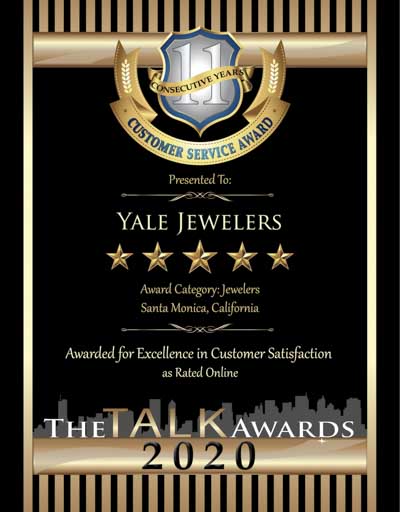 11
CONSECUTIVE YEARS
CUSTOMER SERVICE AWARD
Presented To:
YALE JEWELERS
Award Category: Jewelers
Santa Monica, California
Awarded for Excellence in Customer Satisfaction
as Rated Online
THE TALK AWARDS
2020